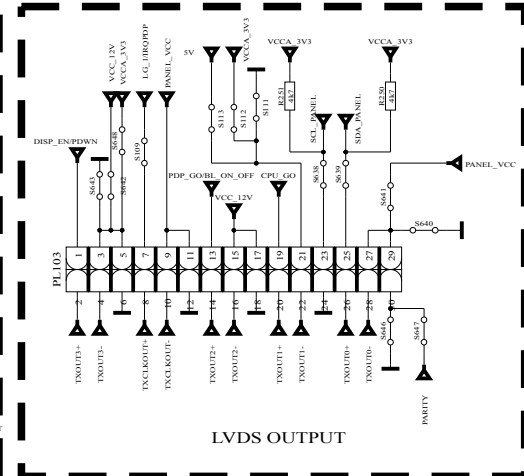 VCCA_3V3
VCCA_3V3
VCCA_3V3
5V
VCC_12V
VCCA_3V3
LG_1/IRQPDP
PANEL_VCC
R251
4k7
R250
4k7
S113
S112
S111
SCL_PANEL
SDA_PANEL
S648
S109
DISP_EN/PDWN
S643
S642
S638
S639
PANEL_VCC
PDP_GO/BL_ON_OFF
CPU_GO
VCC_12V
S641
S640
PL103
1
3
5
7
9
11
13
15
17
19
21
23
25
27
29
2
4
6
8
10
12
14
16
18
20
22
24
26
28
30
TXOUT3+
TXOUT3-
TXCLKOUT+
TXCLKOUT-
TXOUT2+
TXOUT2-
TXOUT1+
TXOUT1-
TXOUT0+
TXOUT0-
S646
S647
PARITY
LVDS OUTPUT